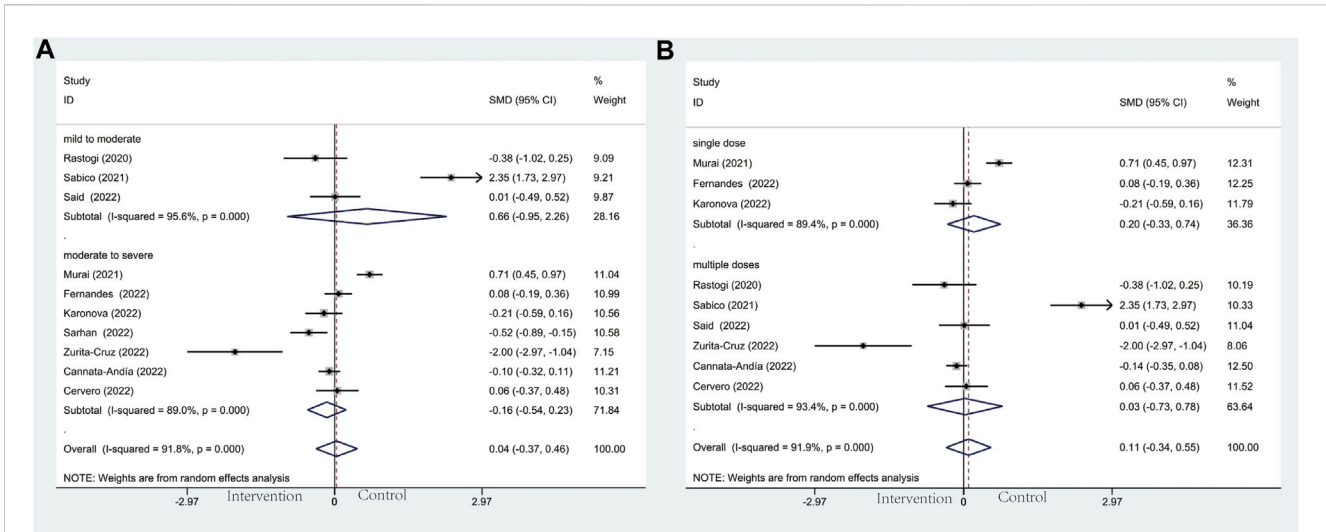 A
Study %
ID SMD (95% CI) Weight
mild to moderate
Rastogi (2020) -0.38 (-1.02, 0.25) 9.09
Sabico (2021) 2.35 (1.73, 2.97) 9.21
Said (2022) 0.01 (-0.49, 0.52) 9.87
Subtotal (I-squared = 95.6%, p = 0.000) 0.66 (-0.95, 2.26) 28.16
.
moderate to severe
Murai (2021) 0.71 (0.45, 0.97) 11.04
Fernandes (2022) 0.08 (-0.19, 0.36) 10.99
Karonova (2022) -0.21 (-0.59, 0.16) 10.56
Sarhan (2022) -0.52 (-0.89, -0.15) 10.58
Zurita-Cruz (2022) -2.00 (-2.97, -1.04) 7.15
Cannata-Andía (2022) -0.10 (-0.32, 0.11) 11.21
Cervero (2022) 0.06 (-0.37, 0.48) 10.31
Subtotal (I-squared = 89.0%, p = 0.000) -0.16 (-0.54, 0.23) 71.84
.
Overall (I-squared = 91.8%, p = 0.000) 0.04 (-0.37, 0.46) 100.00
NOTE: Weights are from random effects analysis
Intervention Control
-2.97 0 2.97
B
Study %
ID SMD (95% CI) Weight
single dose
Murai (2021) 0.71 (0.45, 0.97) 12.31
Fernandes (2022) 0.08 (-0.19, 0.36) 12.25
Karonova (2022) -0.21 (-0.59, 0.16) 11.79
Subtotal (I-squared = 89.4%, p = 0.000) 0.20 (-0.33, 0.74) 36.36
.
multiple doses
Rastogi (2020) -0.38 (-1.02, 0.25) 10.19
Sabico (2021) 2.35 (1.73, 2.97) 10.33
Said (2022) 0.01 (-0.49, 0.52) 11.04
Zurita-Cruz (2022) -2.00 (-2.97, -1.04) 8.06
Cannata-Andía (2022) -0.14 (-0.35, 0.08) 12.50
Cervero (2022) 0.06 (-0.37, 0.48) 11.52
Subtotal (I-squared = 93.4%, p = 0.000) 0.03 (-0.73, 0.78) 63.64
.
Overall (I-squared = 91.9%, p = 0.000) 0.11 (-0.34, 0.55) 100.00
NOTE: Weights are from random effects analysis
Intervention Control
-2.97 0 2.97